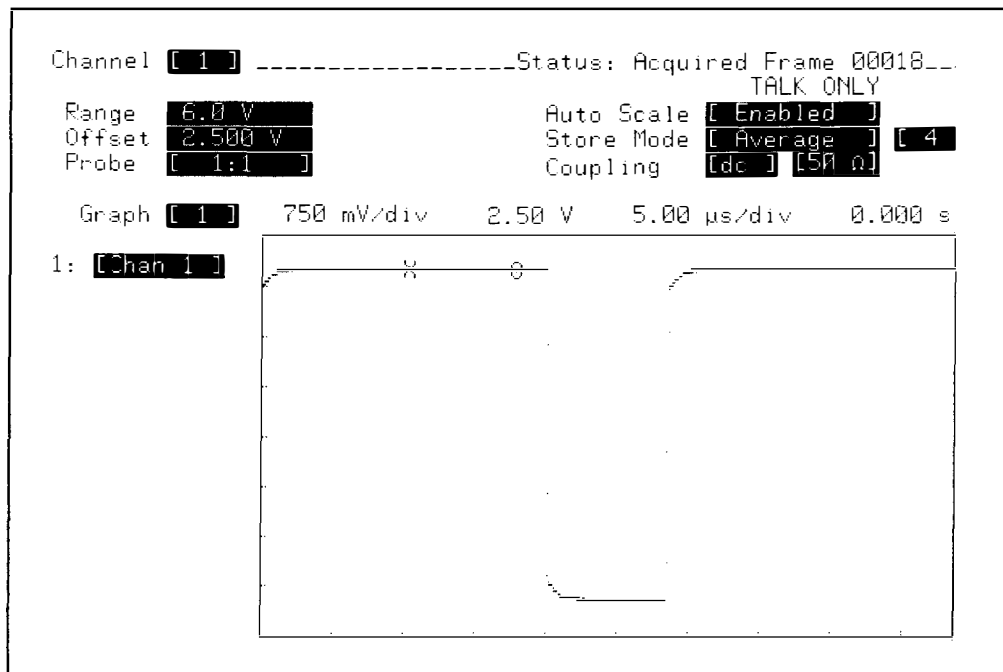 Channel [ 1 ] __________________Status: Acquired Frame 00018__
TALK ONLY
Range 6.0 V Auto Scale [ Enabled ]
Offset 2.500 V Store Mode [ Average ] [ 4
Probe [ 1:1 ] Coupling [dc ] [50 Ω]
Graph [ 1 ] 750 mV/div 2.50 V 5.00 µs/div 0.000 s
1: [Chan 1 ]
X O